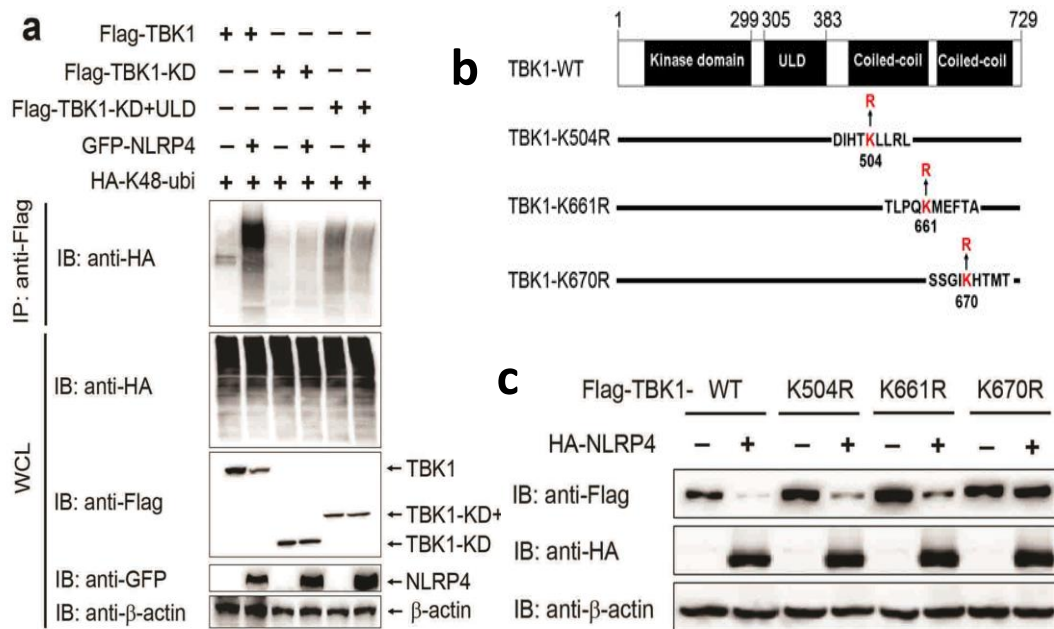 a
Flag-TBK1 + + − − − −
Flag-TBK1-KD − − + + − −
Flag-TBK1-KD+ULD − − − − + +
GFP-NLRP4 − + − + − +
HA-K48-ubi + + + + + +
IP: anti-Flag
IB: anti-HA
WCL
IB: anti-HA
IB: anti-Flag
←TBK1
←TBK1-KD+
←TBK1-KD
IB: anti-GFP ←NLRP4
IB: anti-β-actin ← β-actin
b
1 299 305 383 729
TBK1-WT Kinase domain ULD Coiled-coil Coiled-coil
R
TBK1-K504R DIHTKLLRL
504
R
TBK1-K661R TLPQKMEFTA
661
R
TBK1-K670R SSGIKHTMT
670
c
Flag-TBK1- WT K504R K661R K670R
HA-NLRP4 − + − + − + − +
IB: anti-Flag
IB: anti-HA
IB: anti-β-actin